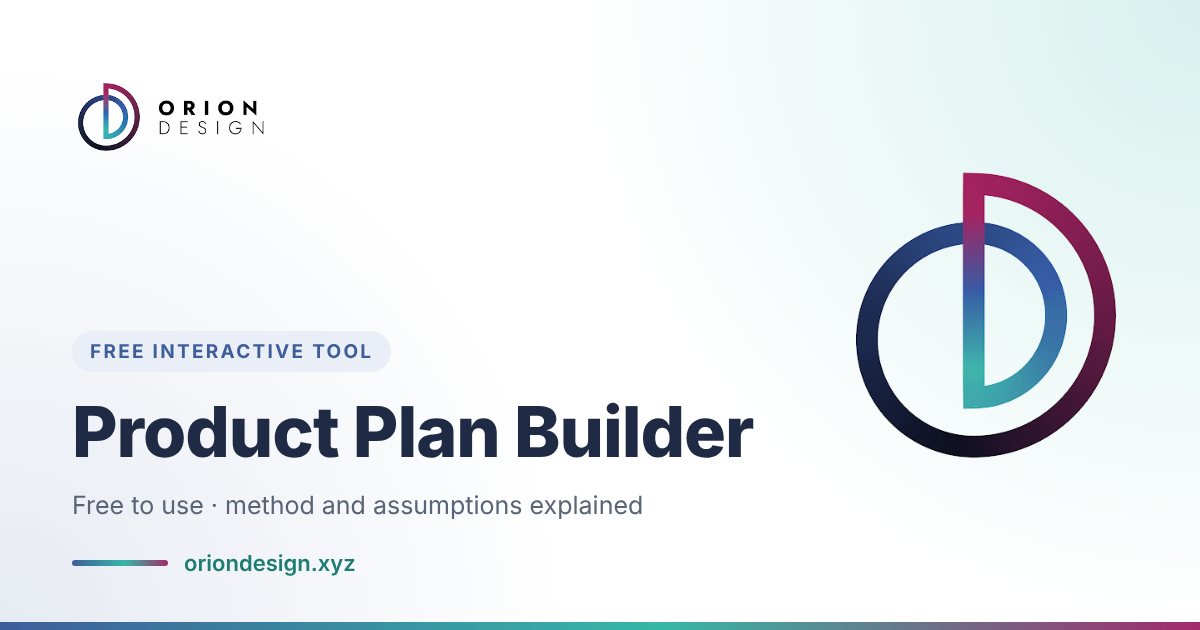 ORION
DESIGN
FREE INTERACTIVE TOOL
Product Plan Builder
Free to use · method and assumptions explained
oriondesign.xyz